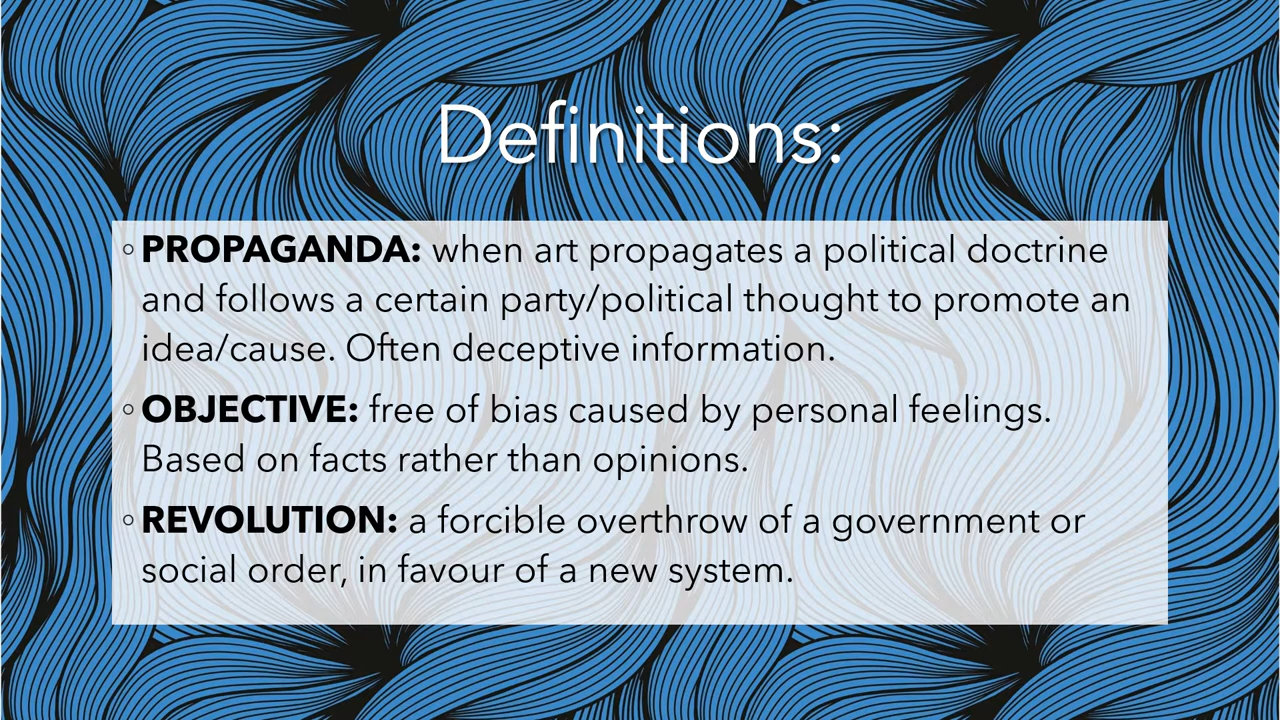 Definitions:
◦ PROPAGANDA: when art propagates a political doctrine
and follows a certain party/political thought to promote an
idea/cause. Often deceptive information.
◦ OBJECTIVE: free of bias caused by personal feelings.
Based on facts rather than opinions.
◦ REVOLUTION: a forcible overthrow of a government or
social order, in favour of a new system.